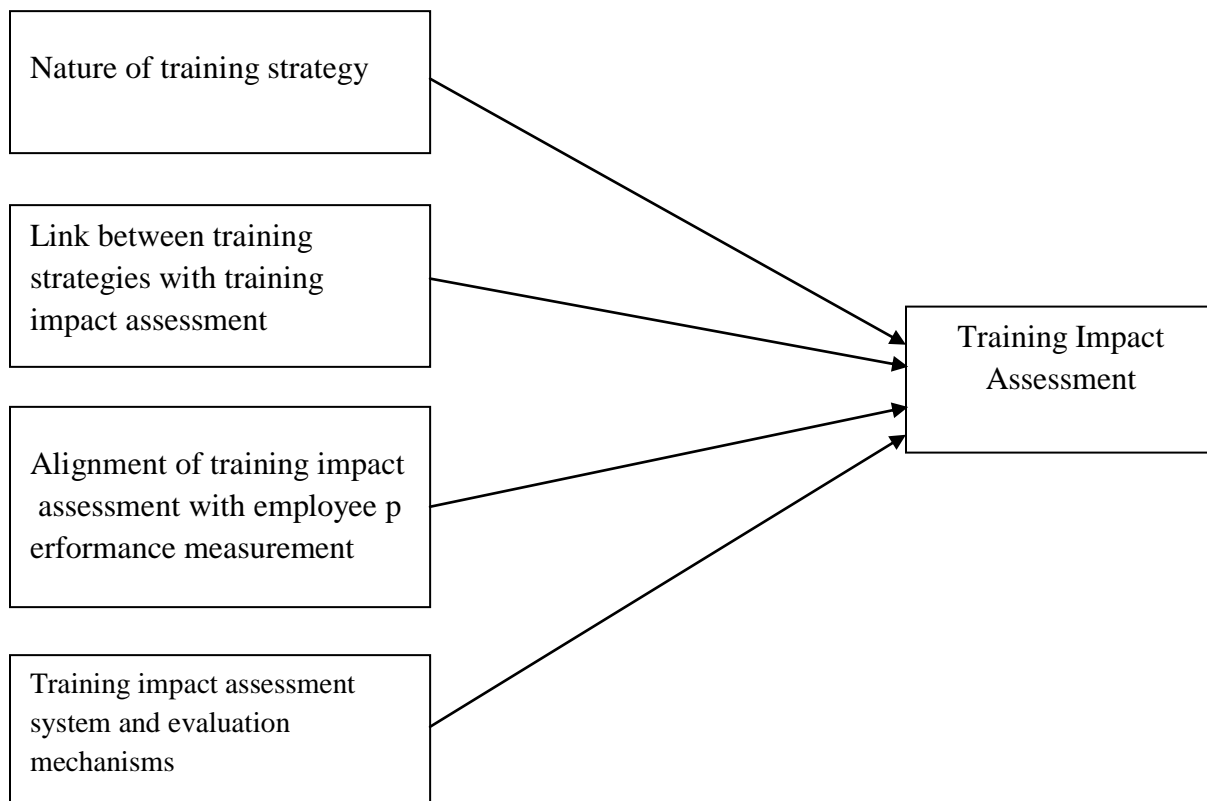 Nature of training strategy
Link between training
strategies with training
impact assessment
Alignment of training impact
assessment with employee p
erformance measurement
Training impact assessment
system and evaluation
mechanisms
Training Impact
Assessment